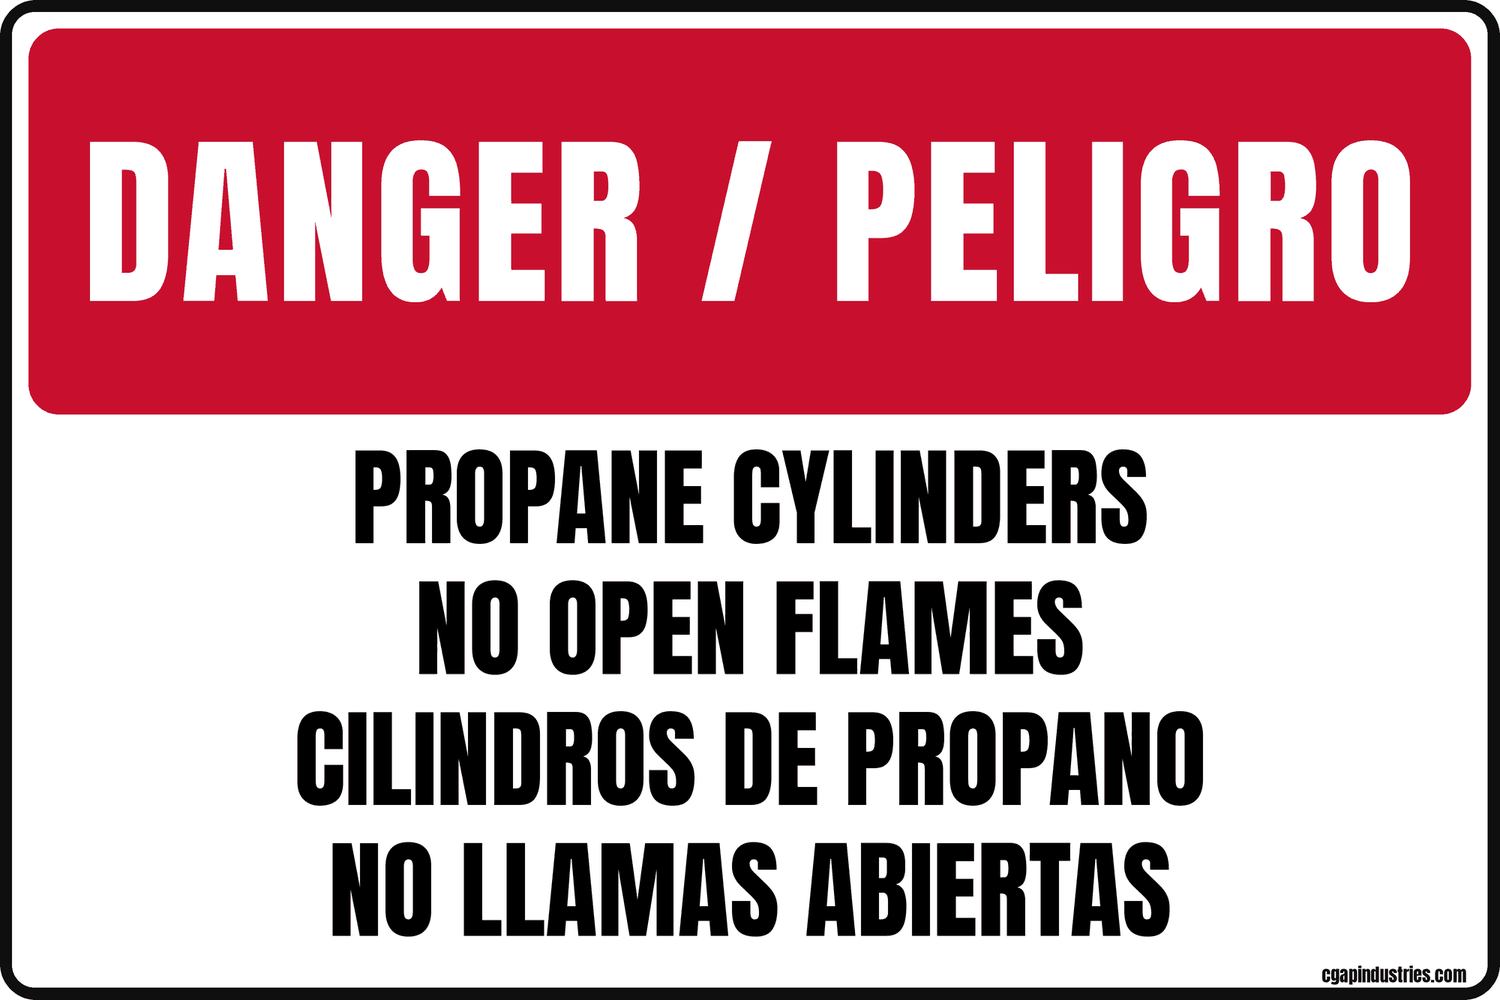 DANGER / PELIGRO
PROPANE CYLINDERS
NO OPEN FLAMES
CILINDROS DE PROPANO
NO LLAMAS ABIERTAS
cgapindustries.com